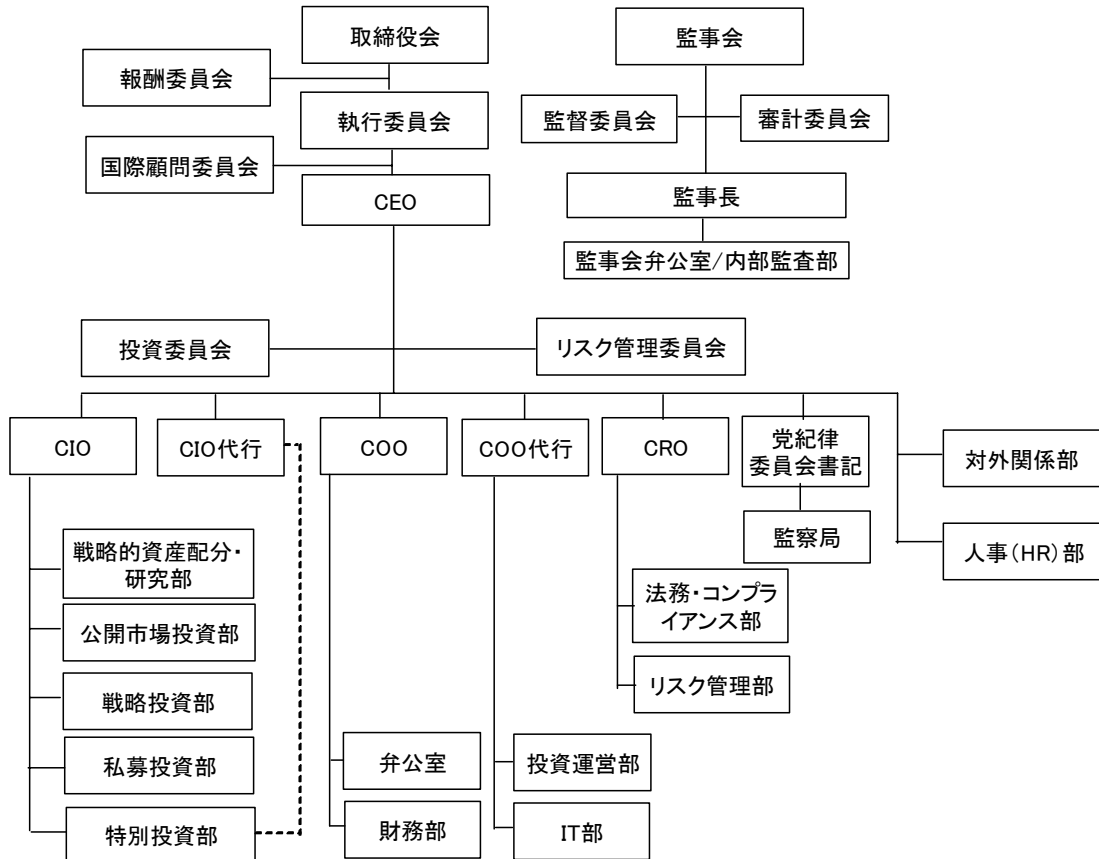 取締役会
監事会
報酬委員会
執行委員会
監督委員会
審計委員会
国際顧問委員会
CEO
監事長
監事会弁公室/内部監査部
投資委員会
リスク管理委員会
CIO
CIO代行
COO
COO代行
CRO
党紀律
委員会書記
対外関係部
監察局
人事(HR)部
戦略的資産配分・
研究部
法務・コンプラ
イアンス部
公開市場投資部
戦略投資部
リスク管理部
私募投資部
弁公室
投資運営部
特別投資部
財務部
IT部